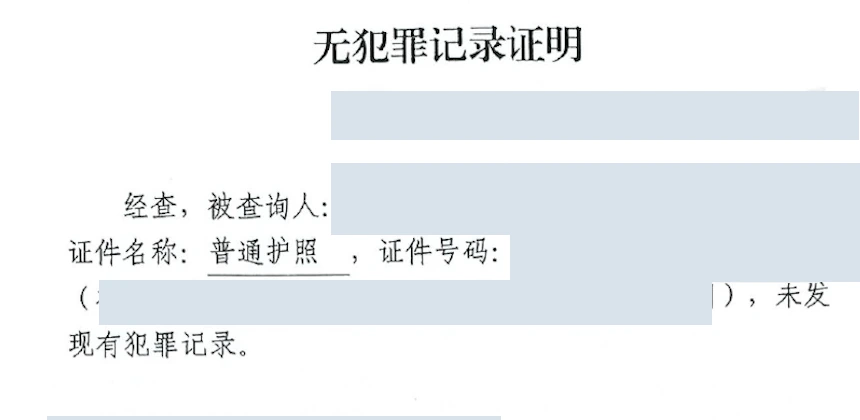 无犯罪记录证明
经查，被查询人：
证件名称：普通护照，证件号码：
（），未发
现有犯罪记录。